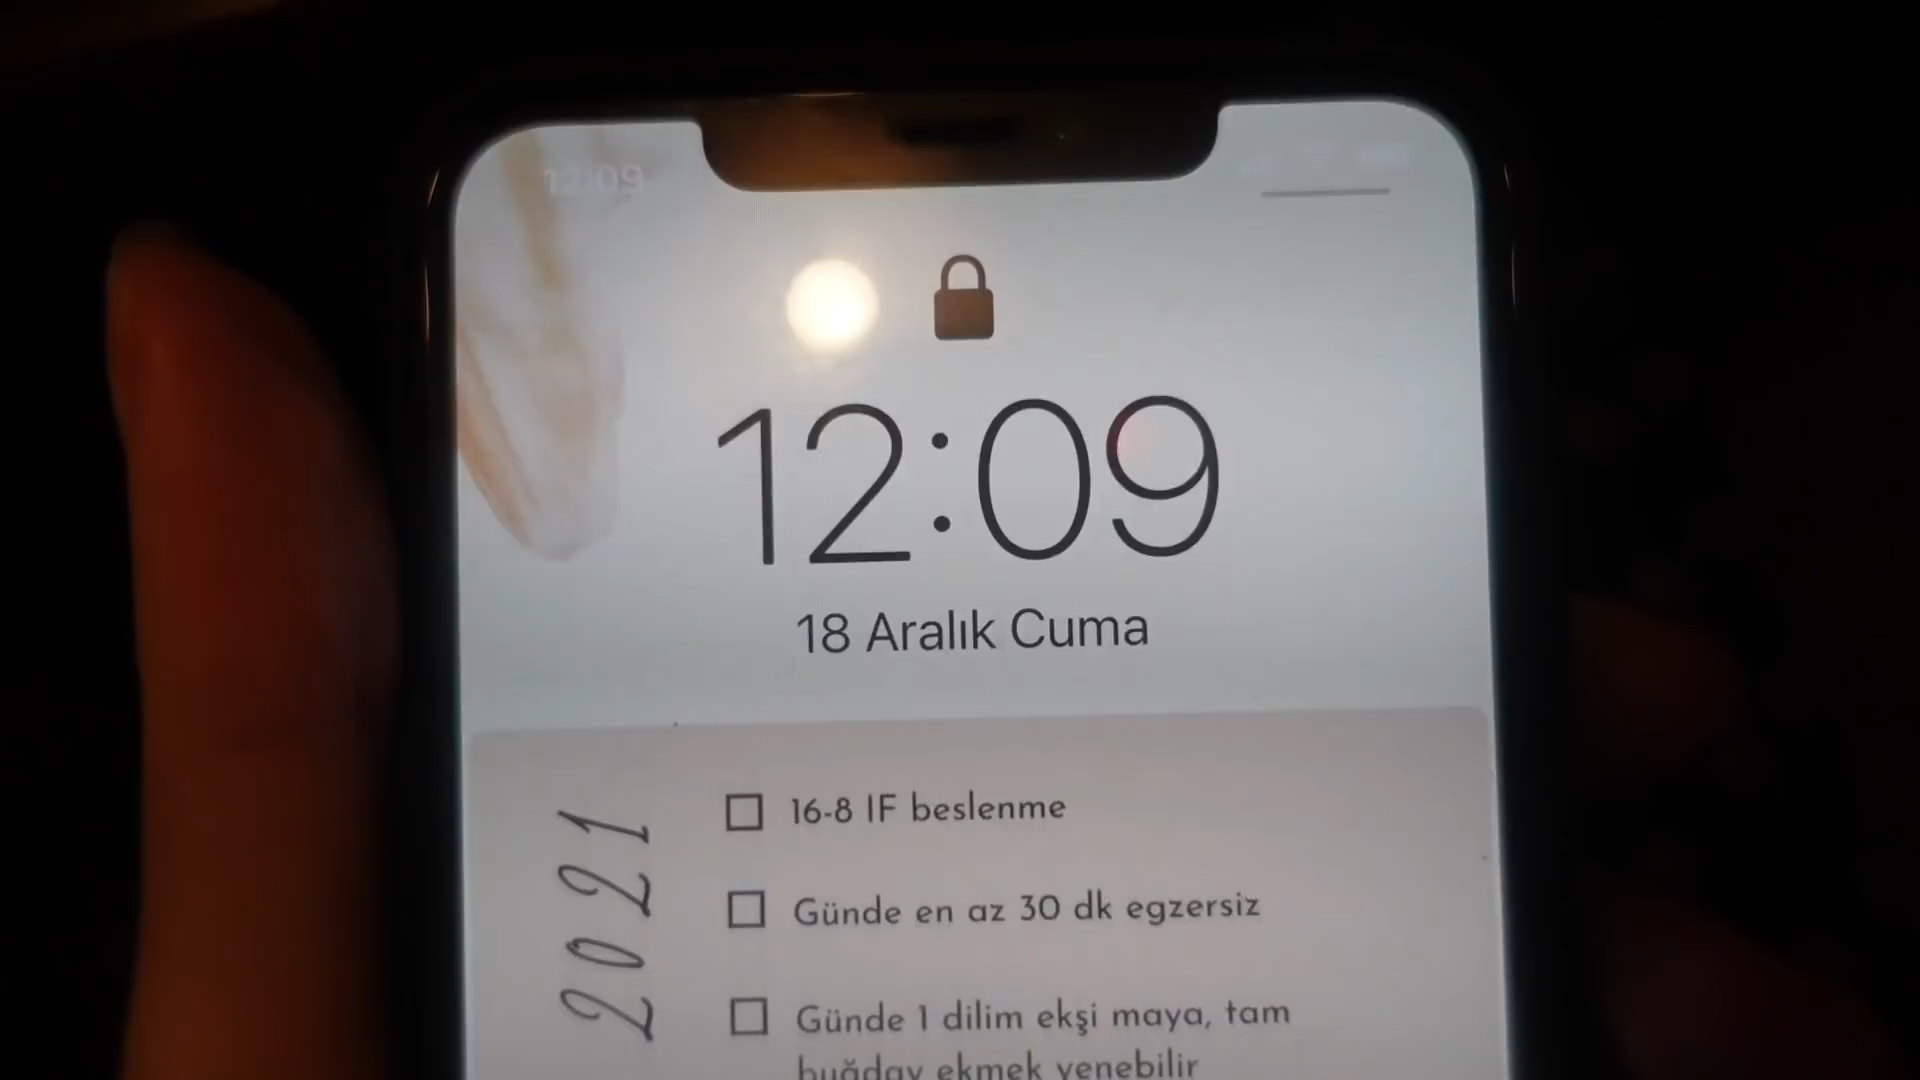 12:09
12:09
18 Aralık Cuma
2021
16-8 IF beslenme
Günde en az 30 dk egzersiz
Günde 1 dilim ekşi maya, tam
buğday ekmek yenebilir